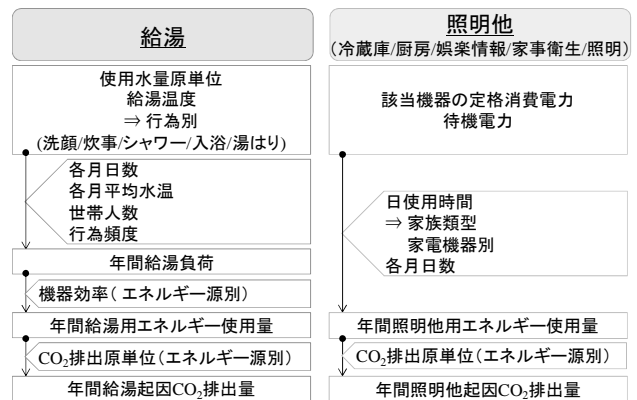 給湯
使用水量原単位
給湯温度
⇒ 行為別
(洗顔/炊事/シャワー/入浴/湯はり)
各月日数
各月平均水温
世帯人数
行為頻度
年間給湯負荷
機器効率（エネルギー源別）
年間給湯用エネルギー使用量
CO₂排出原単位（エネルギー源別）
年間給湯起因CO₂排出量
照明他
(冷蔵庫/厨房/娯楽情報/家事衛生/照明)
該当機器の定格消費電力
待機電力
日使用時間
⇒ 家族類型
家電機器別
各月日数
年間照明他用エネルギー使用量
CO₂排出原単位（エネルギー源別）
年間照明他起因CO₂排出量